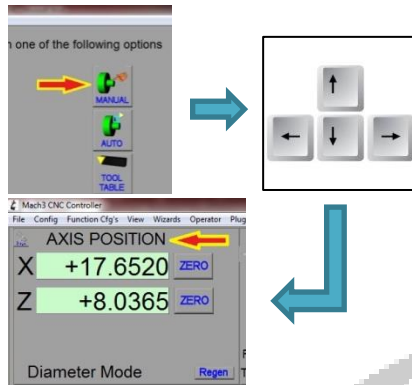 n one of the following options
MANUAL
AUTO
TOOL
TABLE
Mach3 CNC Controller
File Config Function Cfg's View Wizards Operator Plug
AXIS POSITION
X +17.6520 ZERO
Z +8.0365 ZERO
Diameter Mode Regen T